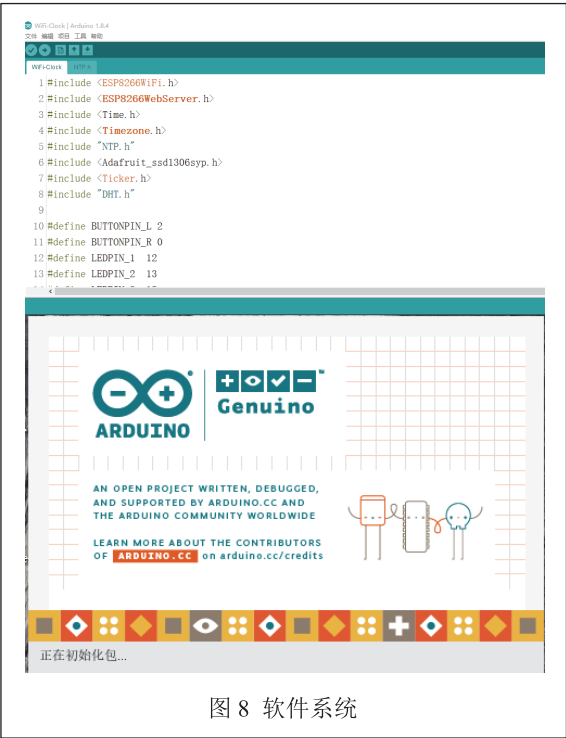 WiFi-Clock | Arduino 1.8.4
文件 编辑 项目 工具 帮助
WiFi-Clock NTP.h
1 #include <ESP8266WiFi.h>
2 #include <ESP8266WebServer.h>
3 #include <Time.h>
4 #include <Timezone.h>
5 #include "NTP.h"
6 #include <Adafruit_ssd1306syp.h>
7 #include <Ticker.h>
8 #include "DHT.h"
9
10 #define BUTTONPIN_L 2
11 #define BUTTONPIN_R 0
12 #define LEDPIN_1 12
13 #define LEDPIN_2 13
ARDUINO
Genuino™
AN OPEN PROJECT WRITTEN, DEBUGGED,
AND SUPPORTED BY ARDUINO.CC AND
THE ARDUINO COMMUNITY WORLDWIDE
LEARN MORE ABOUT THE CONTRIBUTORS
OF ARDUINO.CC on arduino.cc/credits
正在初始化包...
图 8 软件系统